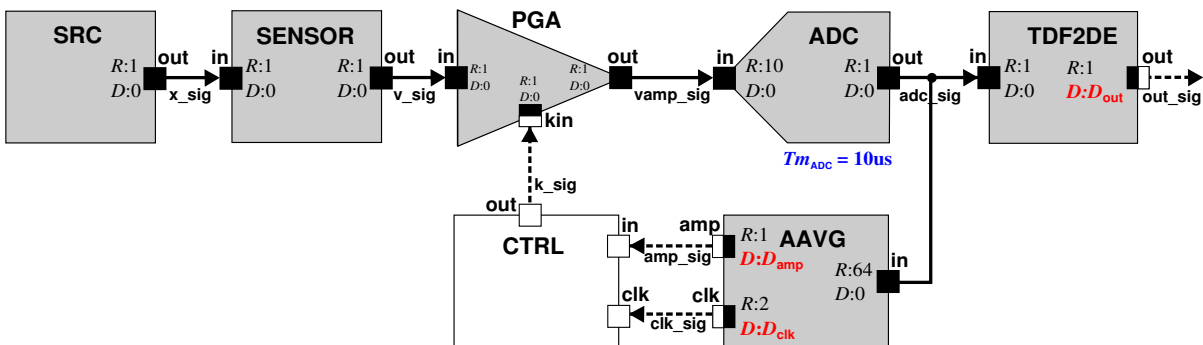 SRC
out
R:1
D:0
x_sig
in
SENSOR
R:1
D:0
out
R:1
D:0
v_sig
in
PGA
R:1
D:0
R:1
D:0
kin
R:1
D:0
out
vamp_sig
in
ADC
R:10
D:0
out
R:1
D:0
adc_sig
Tm_ADC = 10us
in
TDF2DE
R:1
D:0
R:1
D:D_out
out
out_sig
k_sig
out
CTRL
in
clk
amp_sig
clk_sig
amp
AAVG
R:1
D:D_amp
clk
R:2
D:D_clk
R:64
D:0
in